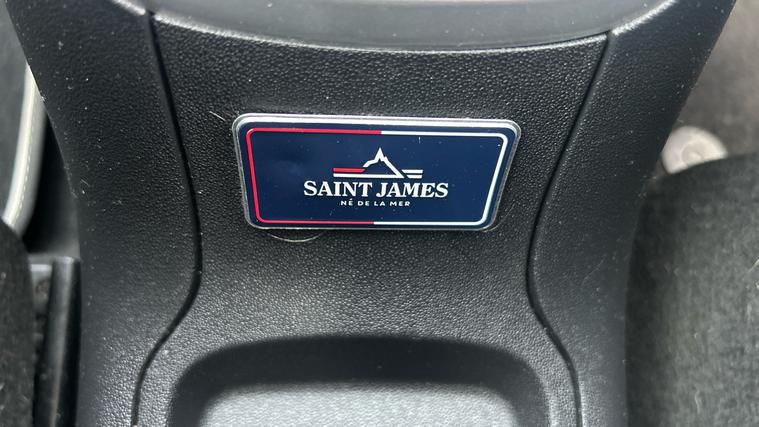 SAINT JAMES
NÉ DE LA MER